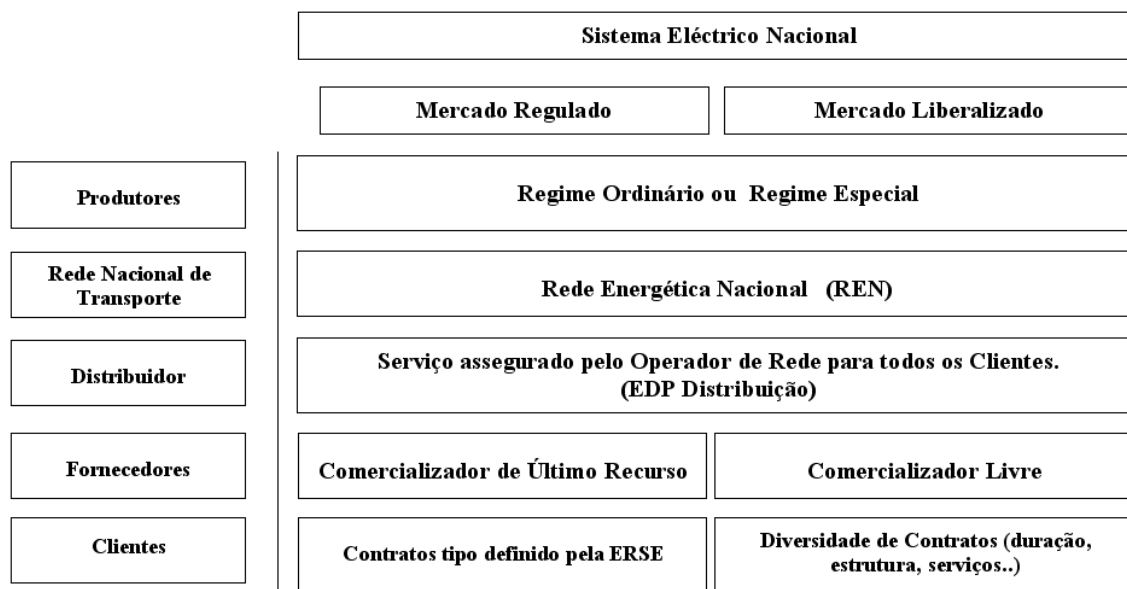 Sistema Eléctrico Nacional
Mercado Regulado
Mercado Liberalizado
Produtores
Regime Ordinário ou Regime Especial
Rede Nacional de
Transporte
Rede Energética Nacional (REN)
Distribuidor
Serviço assegurado pelo Operador de Rede para todos os Clientes.
(EDP Distribuição)
Fornecedores
Comercializador de Último Recurso
Comercializador Livre
Clientes
Contratos tipo definido pela ERSE
Diversidade de Contratos (duração,
estrutura, serviços..)